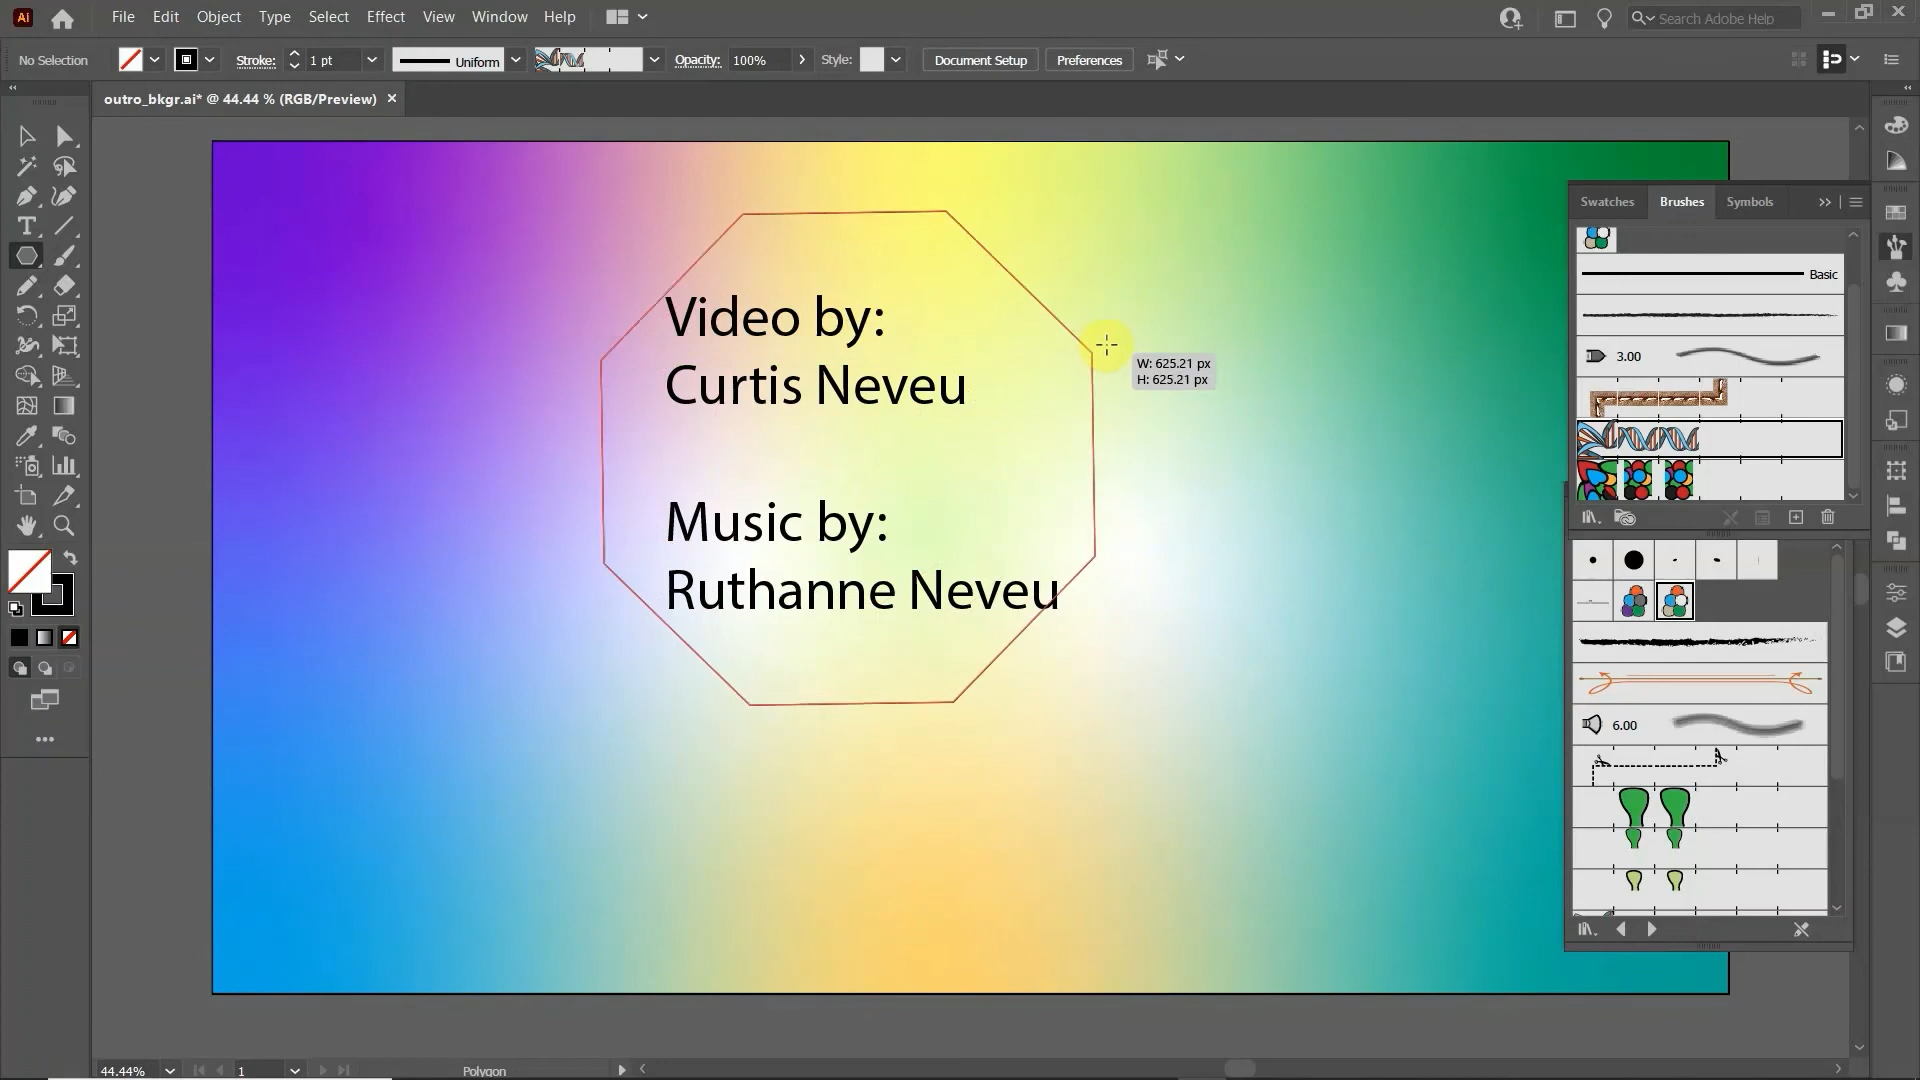 Ai
File Edit Object Type Select Effect View Window Help
Search Adobe Help
No Selection
Stroke:
1 pt
Uniform
Opacity:
100%
Style:
Document Setup
Preferences
outro_bkgr.ai* @ 44.44 % (RGB/Preview)
Swatches
Brushes
Symbols
Basic
3.00
Video by:
Curtis Neveu
Music by:
Ruthanne Neveu
W: 625.21 px
H: 625.21 px
6.00
44.44%
1
Polygon